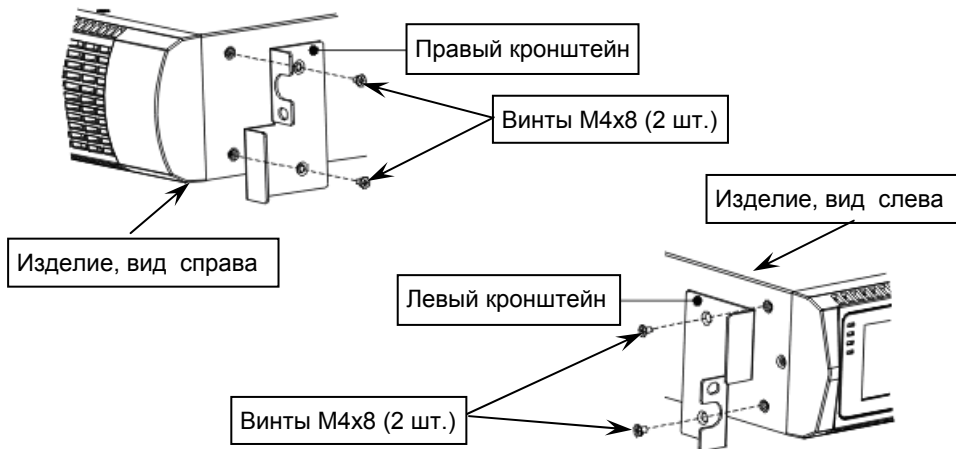 Правый кронштейн
Винты М4х8 (2 шт.)
Изделие, вид  слева
Изделие, вид  справа
Левый кронштейн
Винты М4х8 (2 шт.)